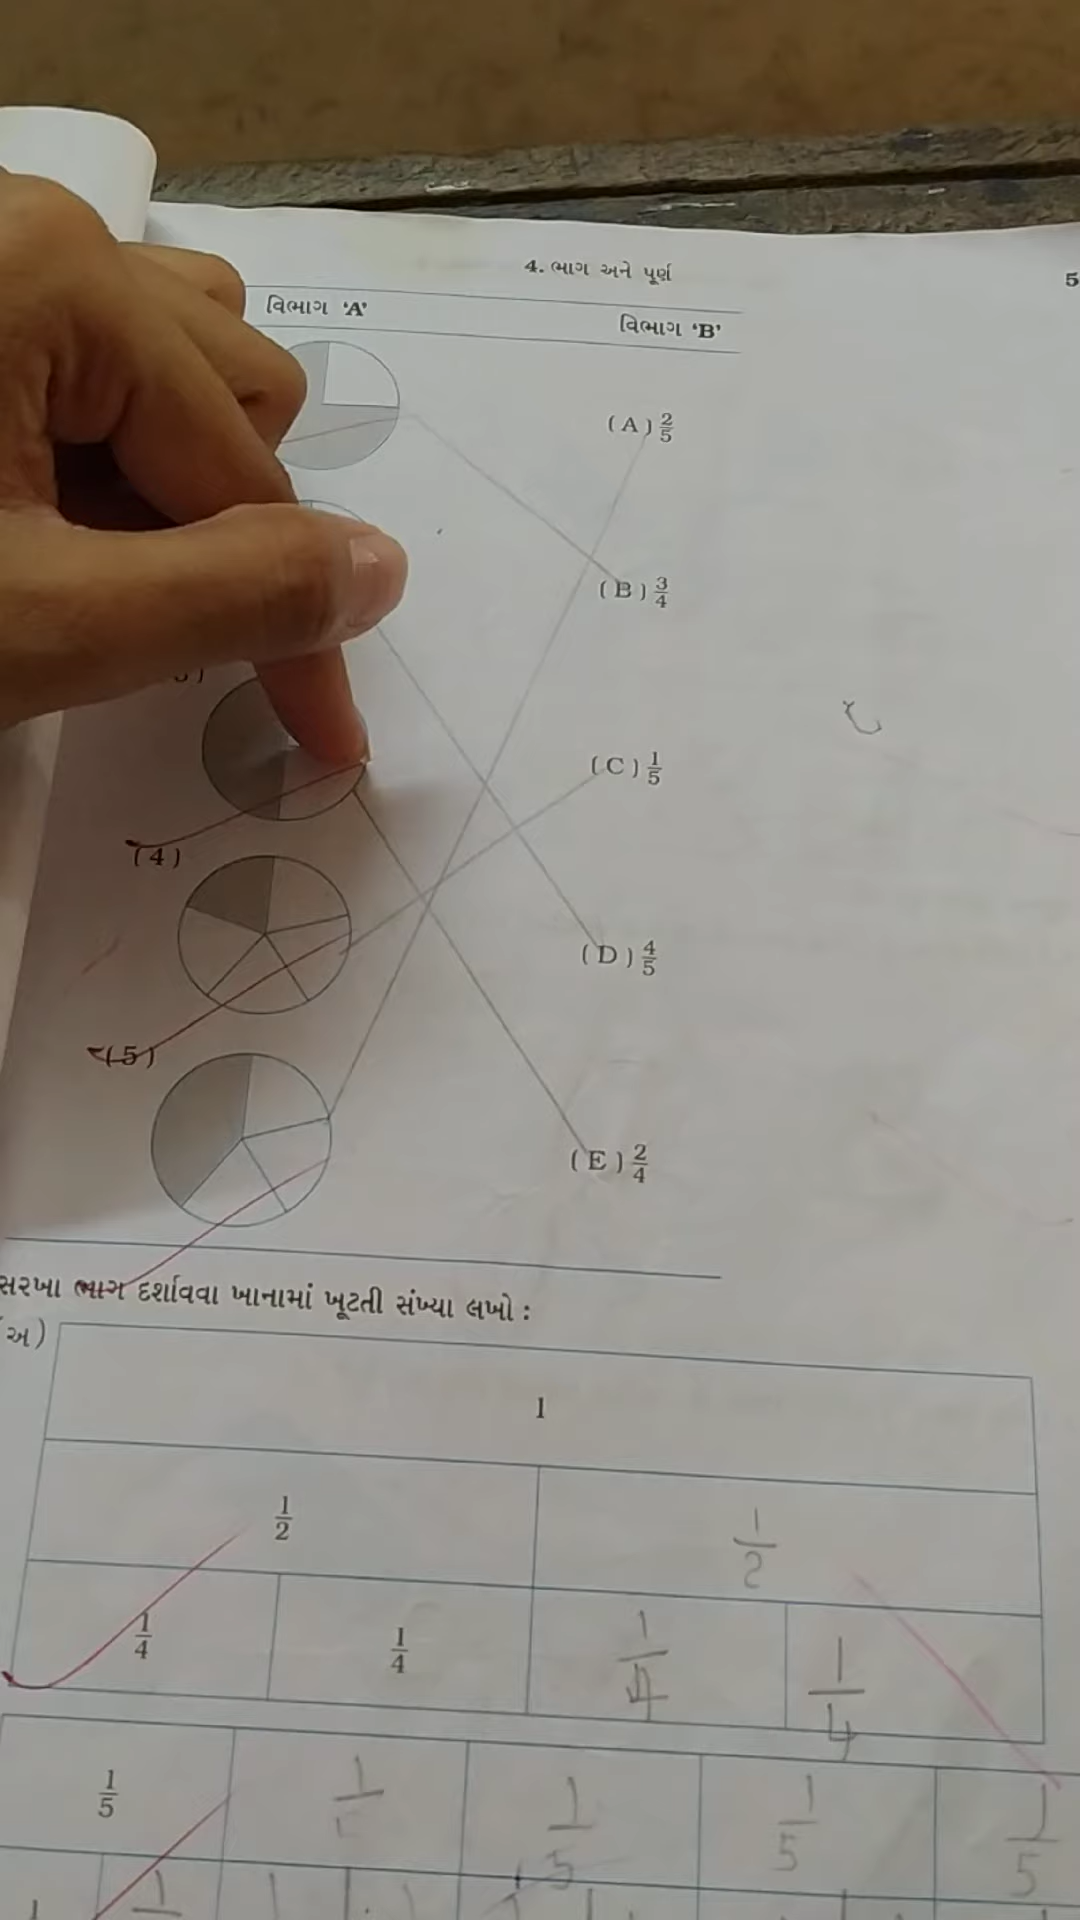 4. ભાગ અને પૂર્ણ
5
વિભાગ ‘A’ વિભાગ ‘B’
(A) 2/5
(B) 3/4
(C) 1/5
(4)
(D) 4/5
(5)
(E) 2/4
સરખા ભાગ દર્શાવવા ખાનામાં ખૂટતી સંખ્યા લખો :
(અ)
1
1/2 1/2
1/4 1/4 1/4 1/4
1/5 1/5 1/5 1/5